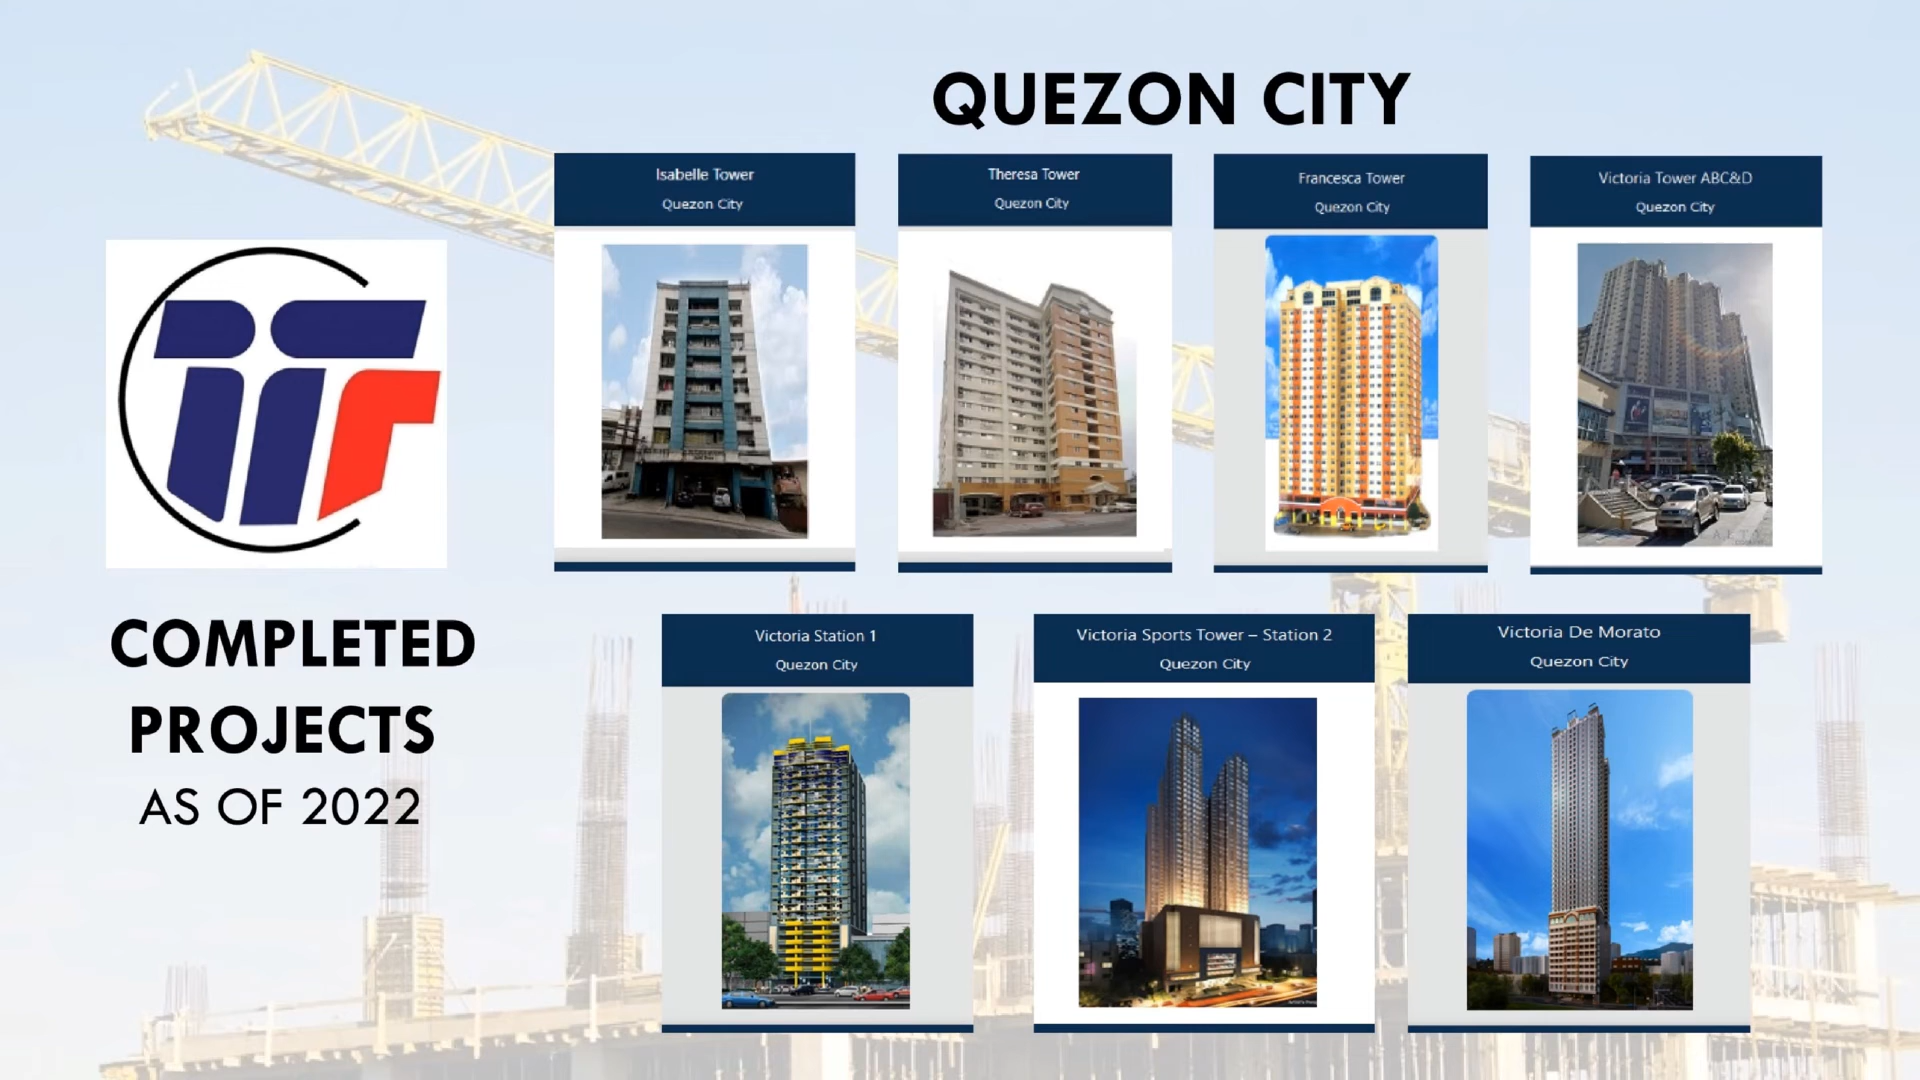 QUEZON CITY
Isabelle Tower
Quezon City
Theresa Tower
Quezon City
Francesca Tower
Quezon City
Victoria Tower ABC&D
Quezon City
COMPLETED
PROJECTS
AS OF 2022
Victoria Station 1
Quezon City
Victoria Sports Tower – Station 2
Quezon City
Victoria De Morato
Quezon City